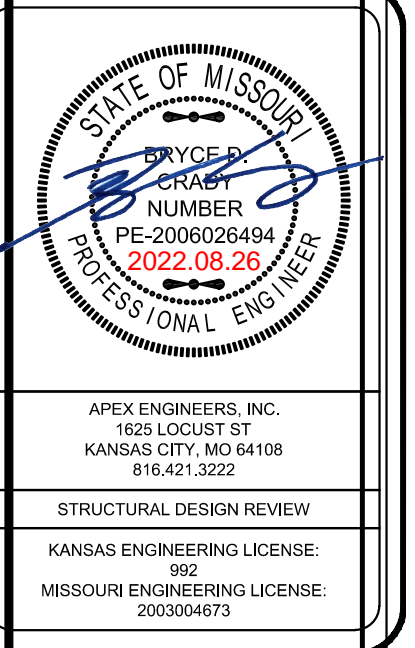 STATE OF MISSOURI
BRYCE D.
CRADY
NUMBER
PE-2006026494
2022.08.26
PROFESSIONAL ENGINEER
APEX ENGINEERS, INC.
1625 LOCUST ST
KANSAS CITY, MO 64108
816.421.3222
STRUCTURAL DESIGN REVIEW
KANSAS ENGINEERING LICENSE:
992
MISSOURI ENGINEERING LICENSE:
2003004673